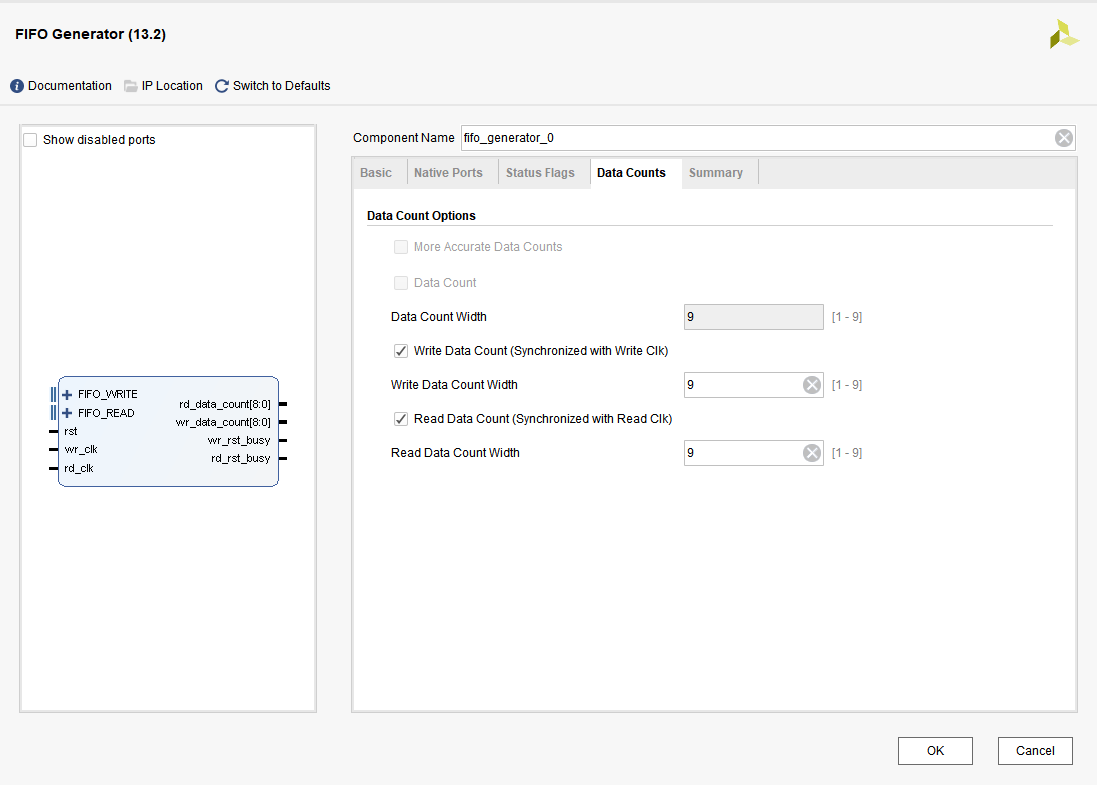 FIFO Generator (13.2)
Documentation IP Location Switch to Defaults
Show disabled ports
FIFO_WRITE
FIFO_READ
rst
wr_clk
rd_clk
rd_data_count[8:0]
wr_data_count[8:0]
wr_rst_busy
rd_rst_busy
Component Name fifo_generator_0
Basic Native Ports Status Flags Data Counts Summary
Data Count Options
More Accurate Data Counts
Data Count
Data Count Width 9 [1 - 9]
Write Data Count (Synchronized with Write Clk)
Write Data Count Width 9 [1 - 9]
Read Data Count (Synchronized with Read Clk)
Read Data Count Width 9 [1 - 9]
OK Cancel